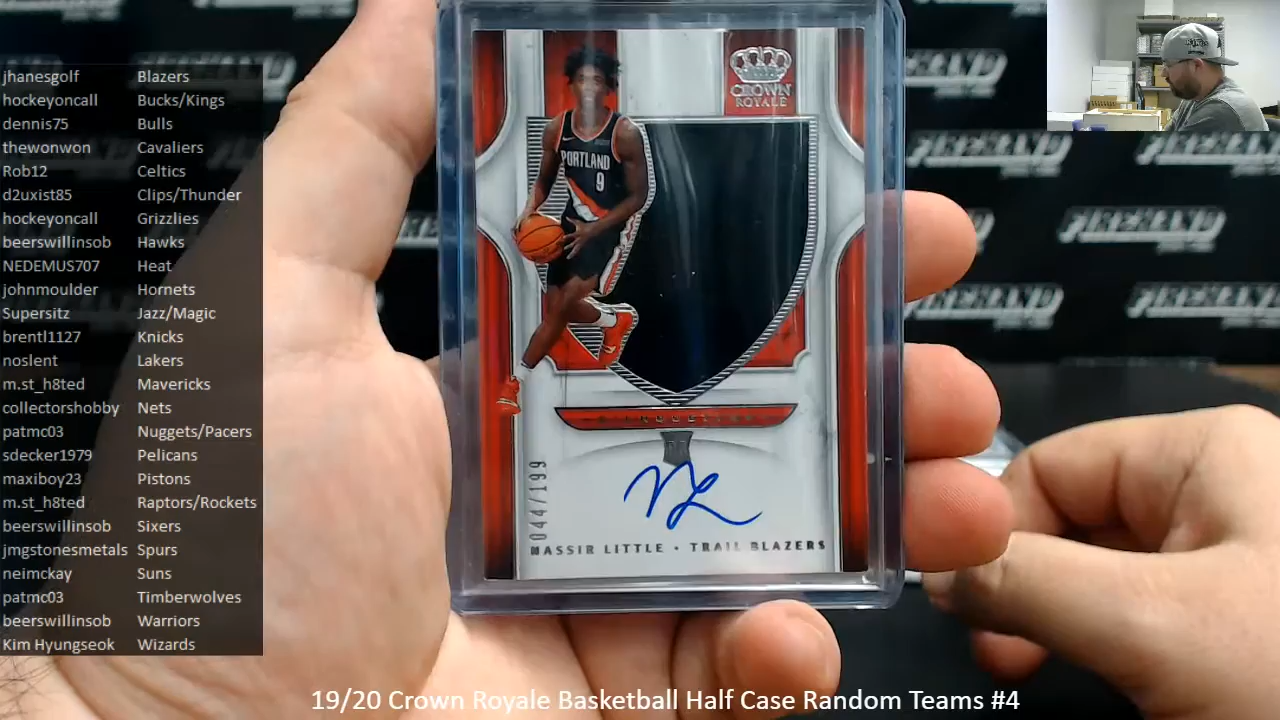 jhanesgolf Blazers
hockeyoncall Bucks/Kings
dennis75 Bulls
thewonwon Cavaliers
Rob12 Celtics
d2uxist85 Clips/Thunder
hockeyoncall Grizzlies
beerswillinsob Hawks
NEDEMUS707 Heat
johnmoulder Hornets
Supersitz Jazz/Magic
brentl1127 Knicks
noslent Lakers
m.st_h8ted Mavericks
collectorshobby Nets
patmc03 Nuggets/Pacers
sdecker1979 Pelicans
maxiboy23 Pistons
m.st_h8ted Raptors/Rockets
beerswillinsob Sixers
jmgstonesmetals Spurs
neimckay Suns
patmc03 Timberwolves
beerswillinsob Warriors
Kim Hyungseok Wizards
CROWN
ROYALE
PORTLAND
9
044/199
NASSIR LITTLE • TRAIL BLAZERS
FIREHAND
FIREHAND
FIREHAND
19/20 Crown Royale Basketball Half Case Random Teams #4